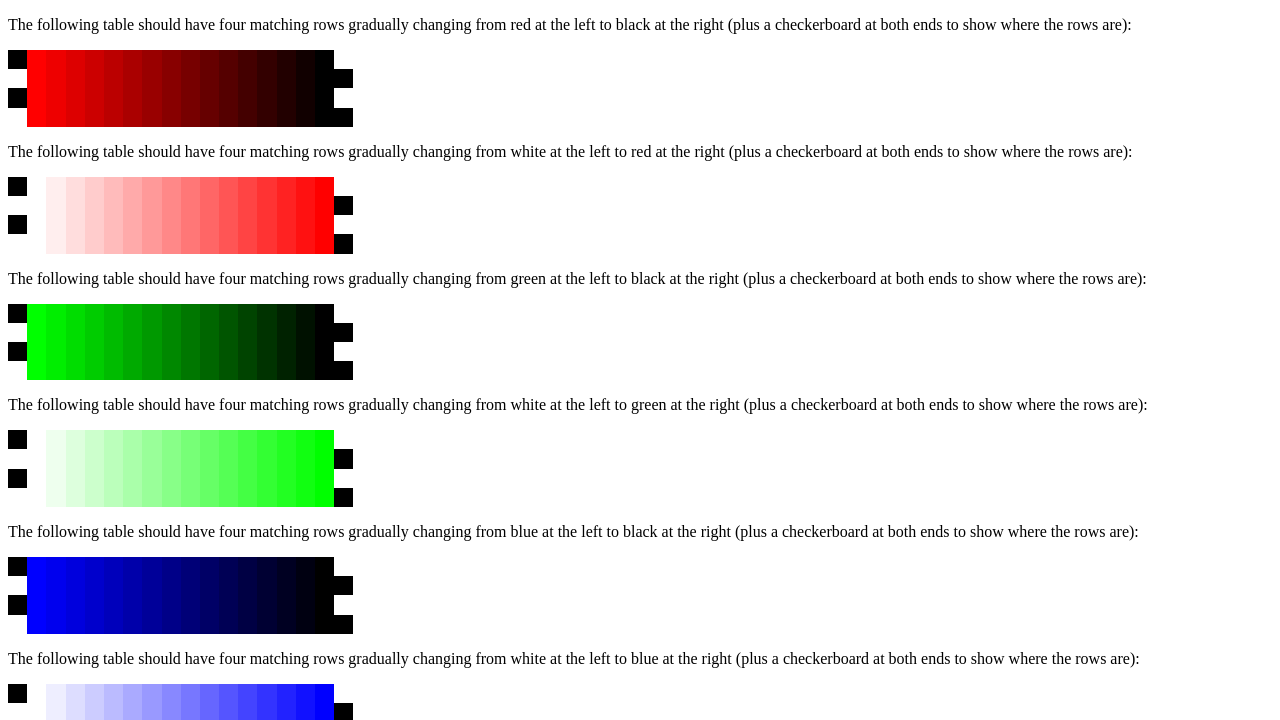 The following table should have four matching rows gradually changing from red at the left to black at the right (plus a checkerboard at both ends to show where the rows are):
The following table should have four matching rows gradually changing from white at the left to red at the right (plus a checkerboard at both ends to show where the rows are):
The following table should have four matching rows gradually changing from green at the left to black at the right (plus a checkerboard at both ends to show where the rows are):
The following table should have four matching rows gradually changing from white at the left to green at the right (plus a checkerboard at both ends to show where the rows are):
The following table should have four matching rows gradually changing from blue at the left to black at the right (plus a checkerboard at both ends to show where the rows are):
The following table should have four matching rows gradually changing from white at the left to blue at the right (plus a checkerboard at both ends to show where the rows are):